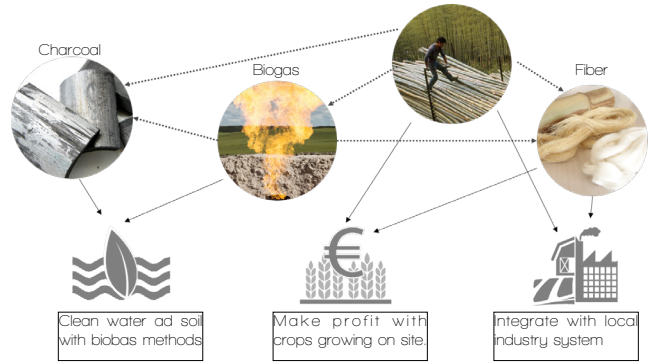 Charcoal
Biogas
Fiber
€
Clean water ad soil
with biobas methods
Make profit with
crops growing on site.
Integrate with local
industry system